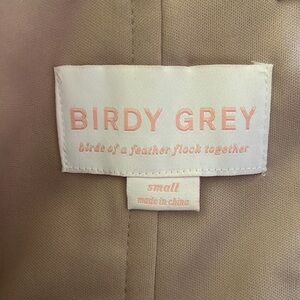 BIRDY GREY
birds of a feather flock together
small
made in china